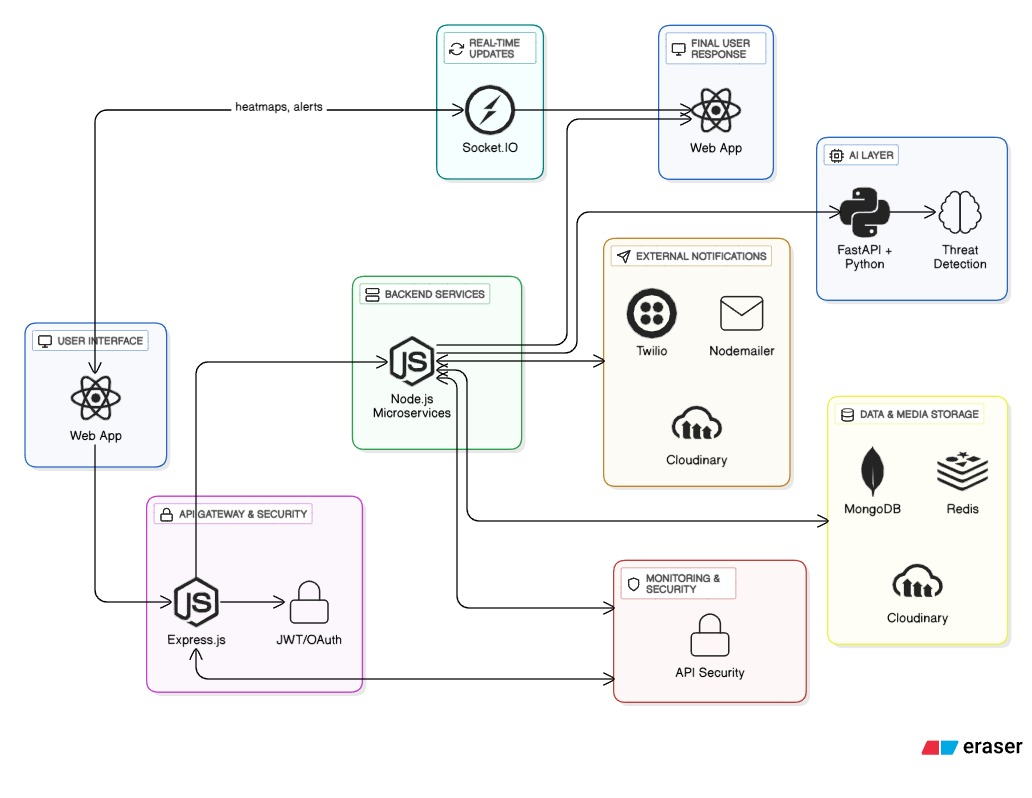 REAL-TIME
UPDATES
Socket.IO
FINAL USER
RESPONSE
Web App
heatmaps, alerts
AI LAYER
FastAPI +
Python
Threat
Detection
EXTERNAL NOTIFICATIONS
Twilio
Nodemailer
Cloudinary
BACKEND SERVICES
JS
Node.js
Microservices
USER INTERFACE
Web App
DATA & MEDIA STORAGE
MongoDB
Redis
Cloudinary
API GATEWAY & SECURITY
JS
Express.js
JWT/OAuth
MONITORING &
SECURITY
API Security
eraser